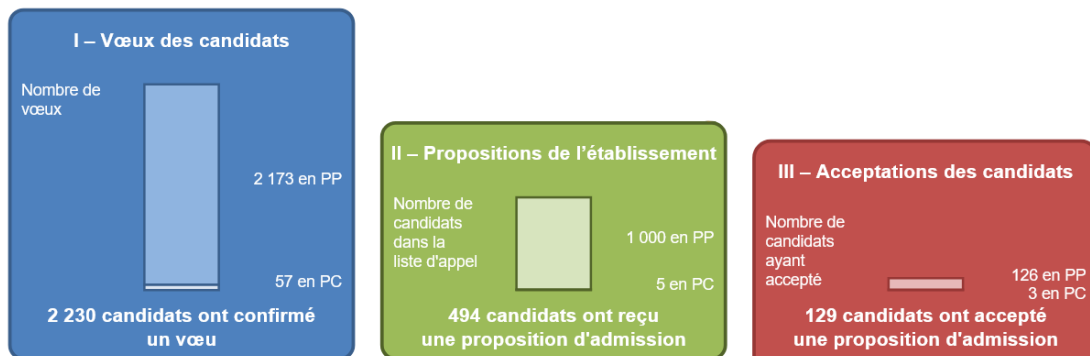 I – Vœux des candidats
Nombre de
vœux
2 173 en PP
57 en PC
2 230 candidats ont confirmé
un vœu
II – Propositions de l'établissement
Nombre de
candidats
dans la
liste d'appel
1 000 en PP
5 en PC
494 candidats ont reçu
une proposition d'admission
III – Acceptations des candidats
Nombre de
candidats
ayant
accepté
126 en PP
3 en PC
129 candidats ont accepté
une proposition d'admission